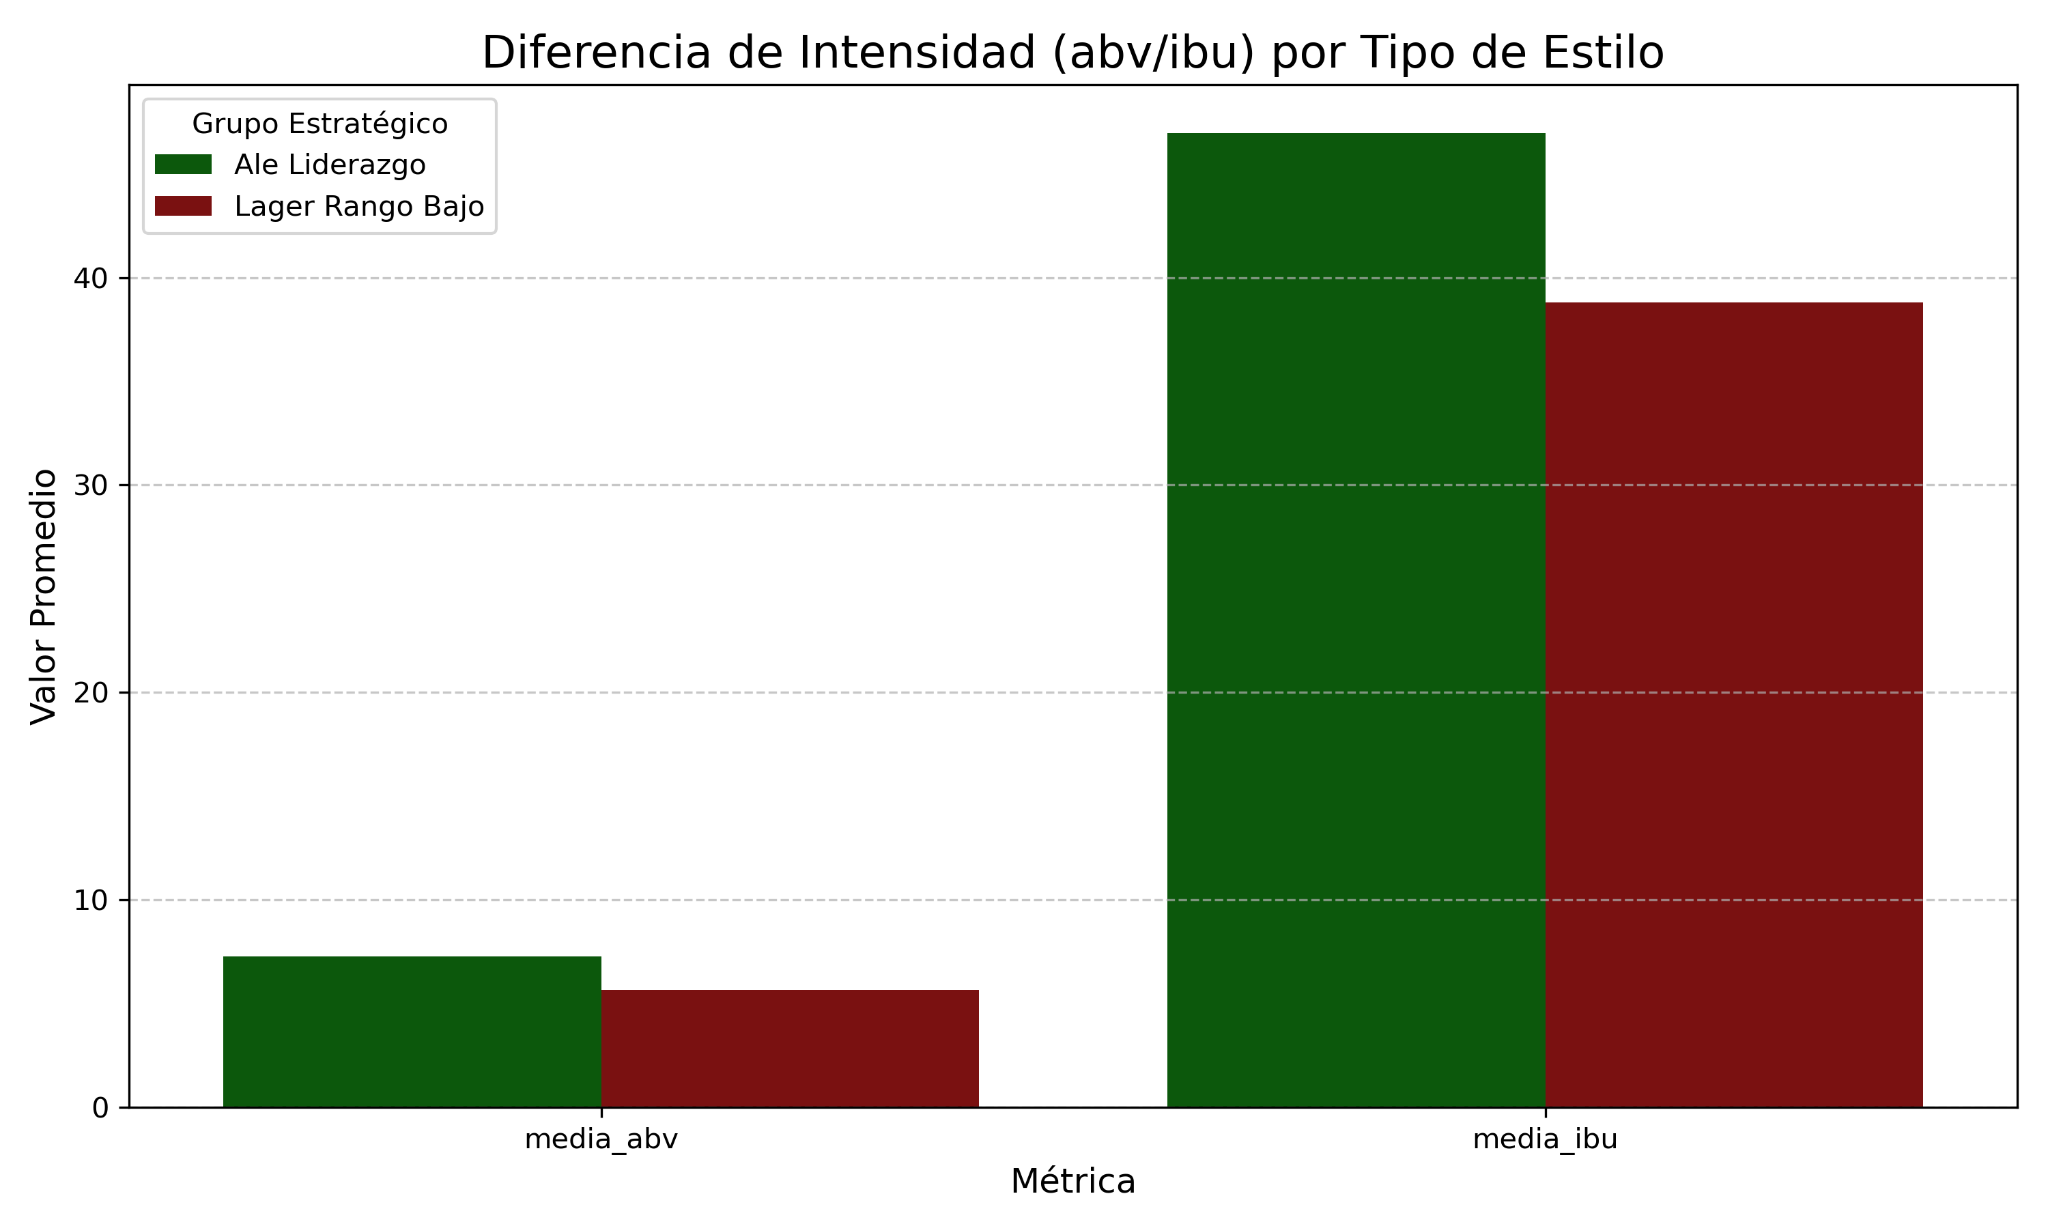 Diferencia de Intensidad (abv/ibu) por Tipo de Estilo
Grupo Estratégico
Ale Liderazgo
Lager Rango Bajo
Valor Promedio
40
30
20
10
0
media_abv
media_ibu
Métrica